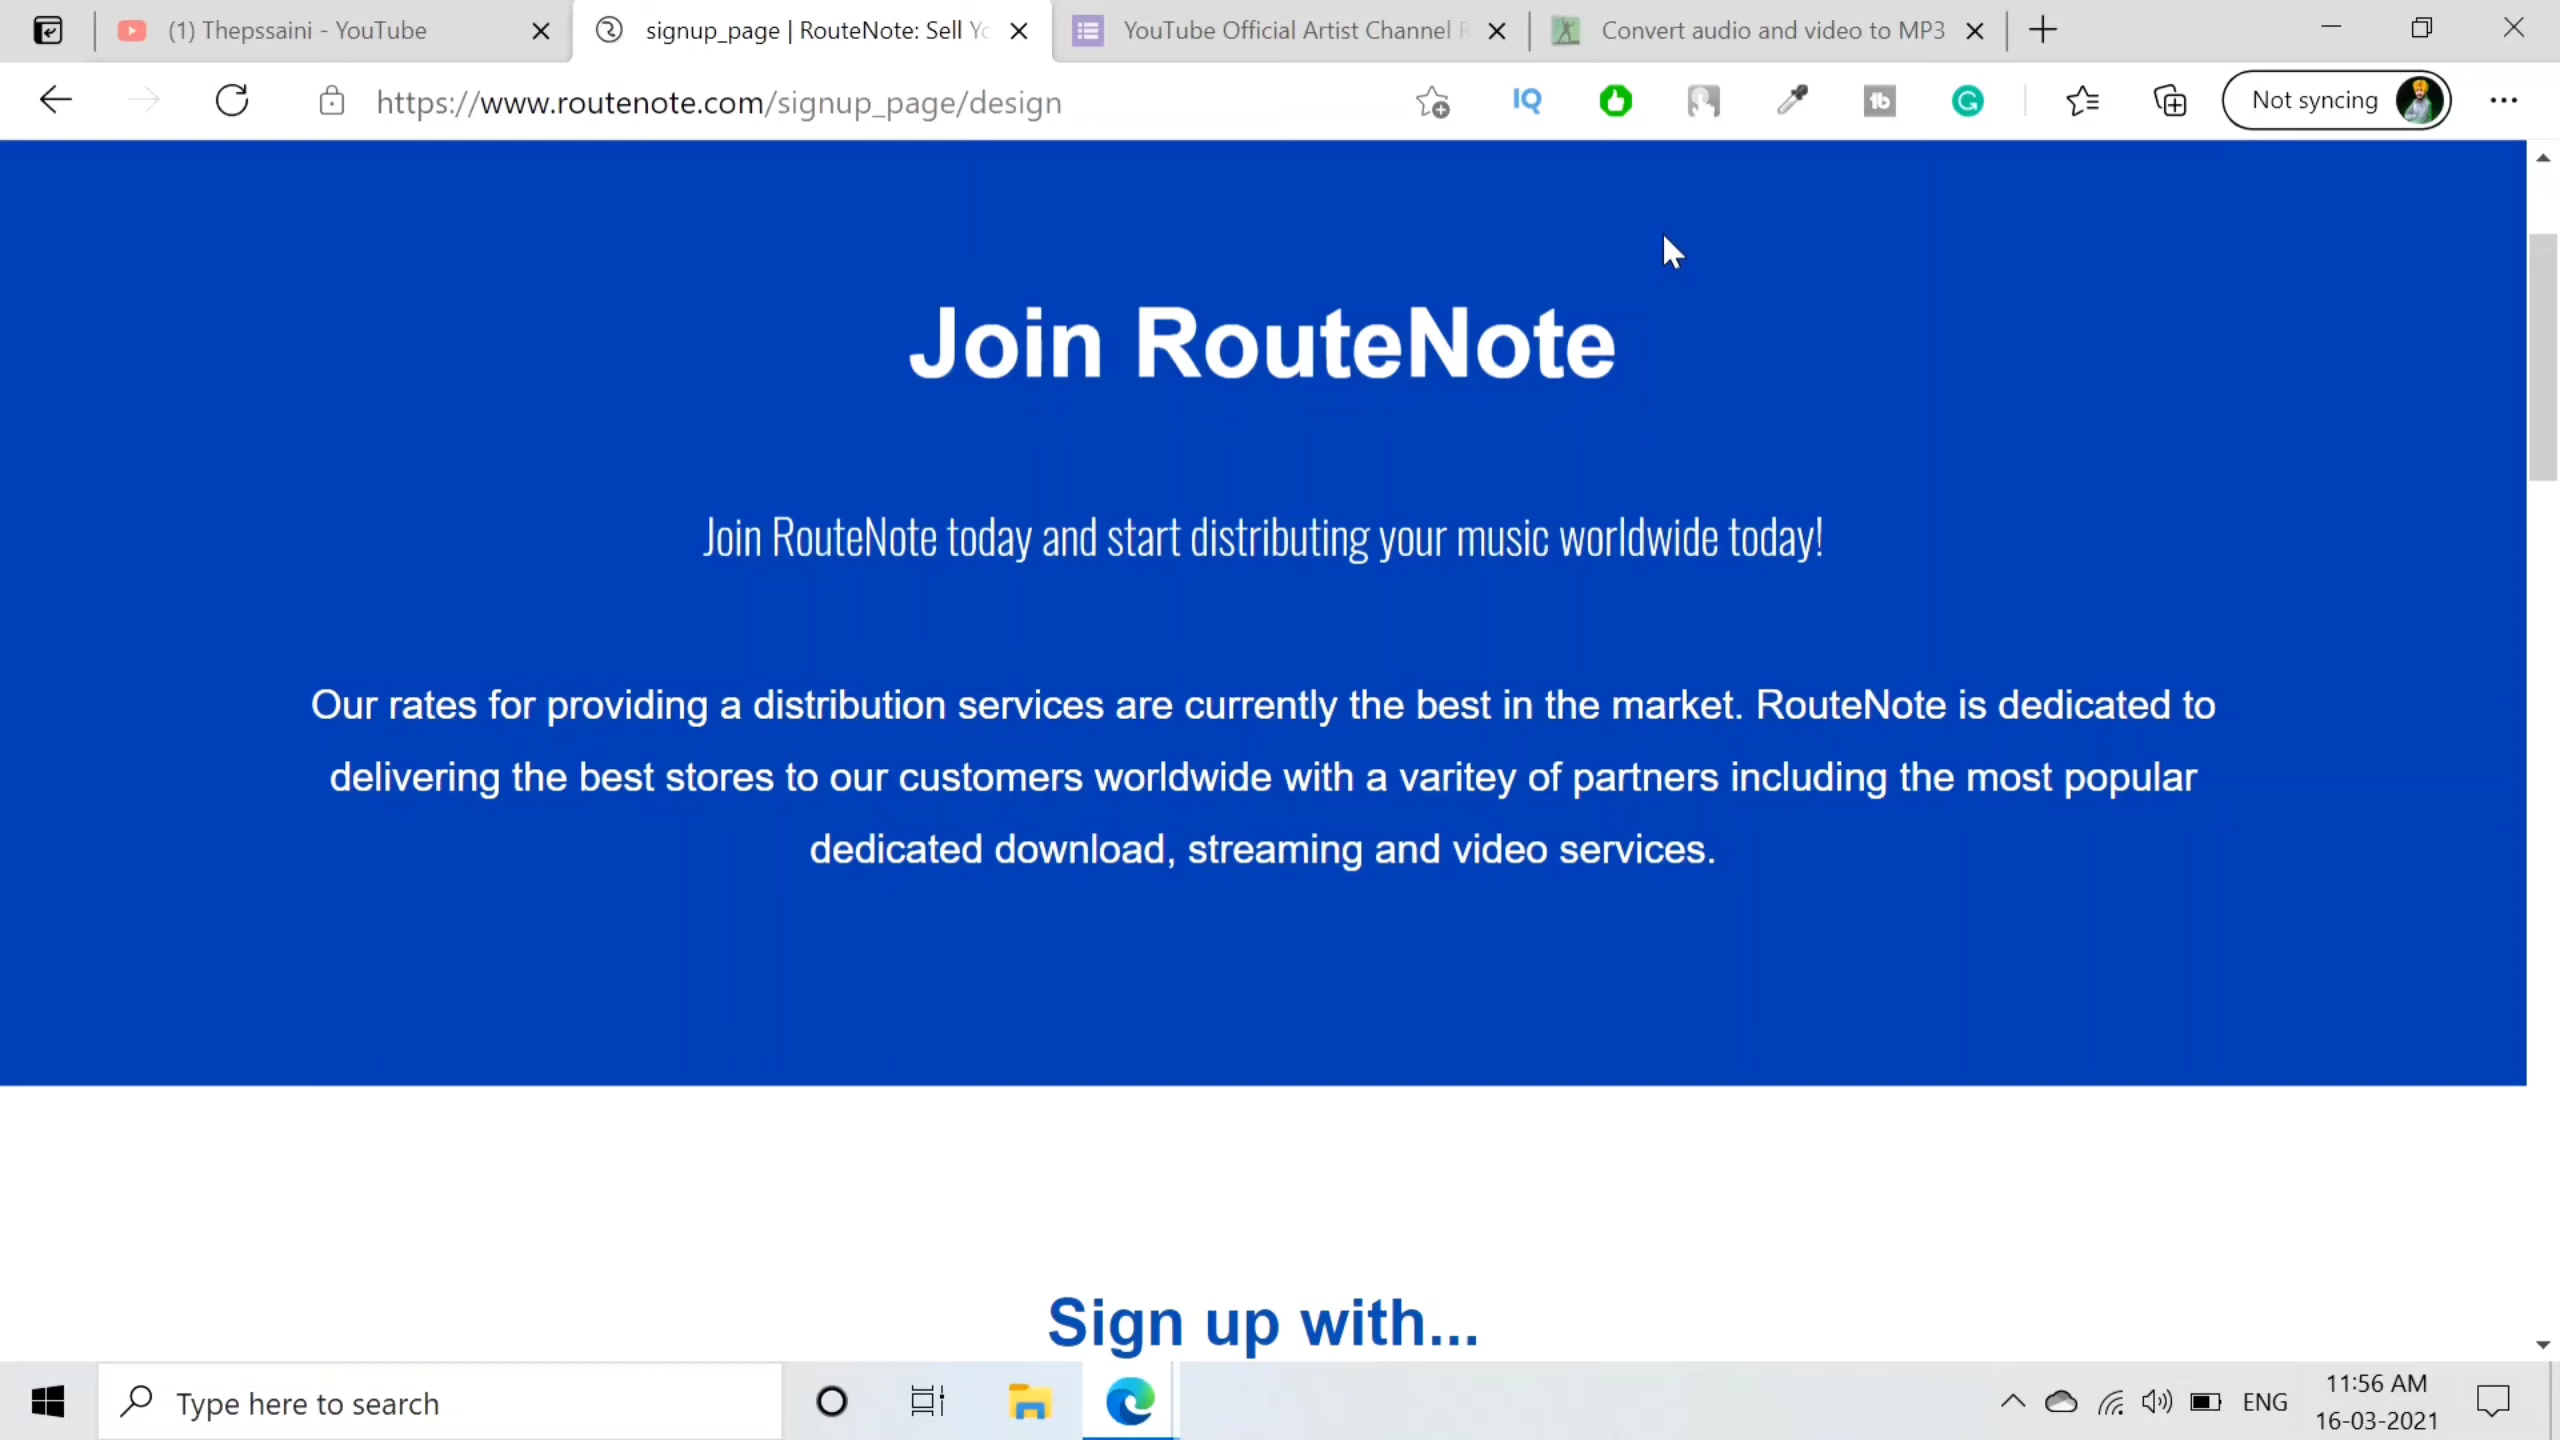 (1) Thepssaini - YouTube
signup_page | RouteNote: Sell Yo
YouTube Official Artist Channel R
Convert audio and video to MP3
https://www.routenote.com/signup_page/design
IQ
tb
G
Not syncing
Join RouteNote
Join RouteNote today and start distributing your music worldwide today!
Our rates for providing a distribution services are currently the best in the market. RouteNote is dedicated to
delivering the best stores to our customers worldwide with a varitey of partners including the most popular
dedicated download, streaming and video services.
Sign up with...
Type here to search
ENG
11:56 AM
16-03-2021